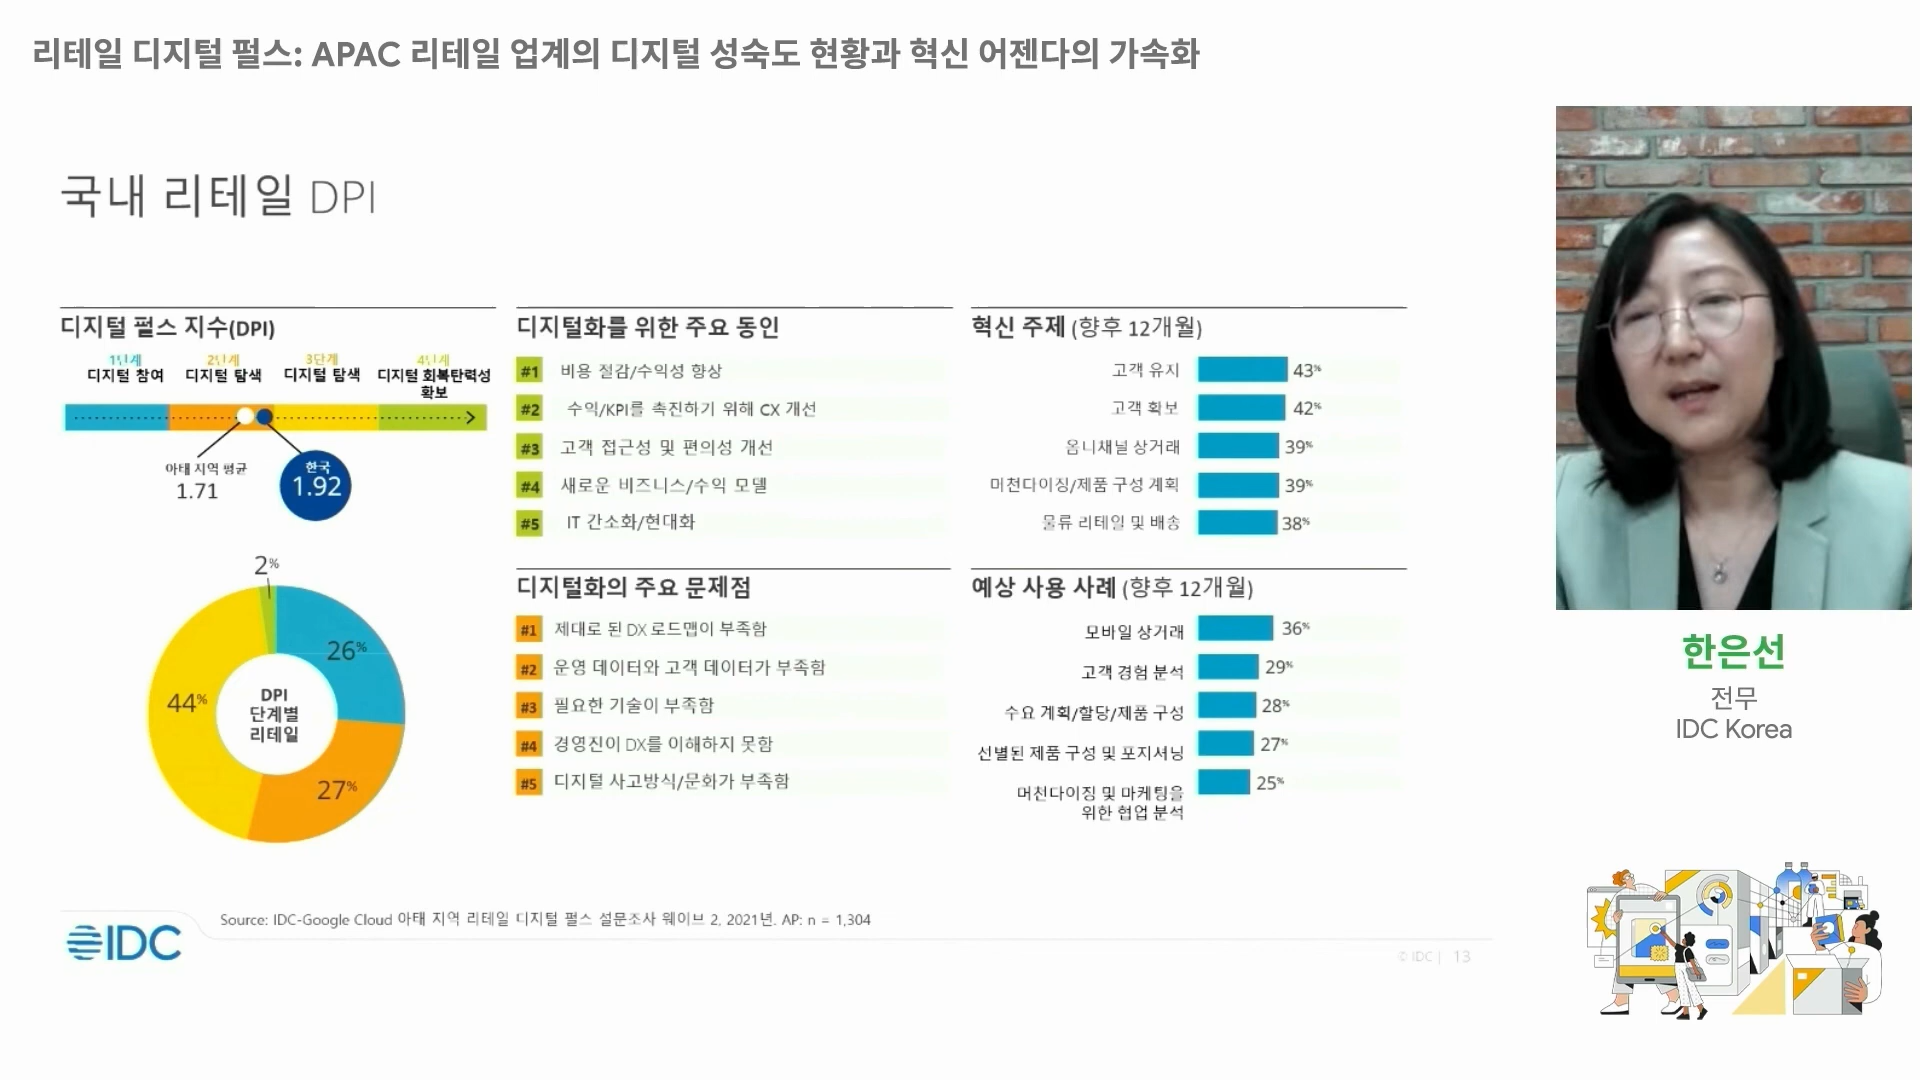 리테일 디지털 펄스: APAC 리테일 업계의 디지털 성숙도 현황과 혁신 어젠다의 가속화
국내 리테일 DPI
디지털 펄스 지수(DPI)
1단계
디지털 참여
2단계
디지털 탐색
3단계
디지털 탐색
4단계
디지털 회복탄력성
확보
아태 지역 평균
1.71
한국
1.92
2%
26%
44%
27%
DPI
단계별
리테일
디지털화를 위한 주요 동인
#1 비용 절감/수익성 향상
#2 수익/KPI를 촉진하기 위해 CX 개선
#3 고객 접근성 및 편의성 개선
#4 새로운 비즈니스/수익 모델
#5 IT 간소화/현대화
디지털화의 주요 문제점
#1 제대로 된 DX 로드맵이 부족함
#2 운영 데이터와 고객 데이터가 부족함
#3 필요한 기술이 부족함
#4 경영진이 DX를 이해하지 못함
#5 디지털 사고방식/문화가 부족함
혁신 주제 (향후 12개월)
고객 유지 43%
고객 확보 42%
옴니채널 상거래 39%
머천다이징/제품 구성 계획 39%
물류 리테일 및 배송 38%
예상 사용 사례 (향후 12개월)
모바일 상거래 36%
고객 경험 분석 29%
수요 계획/할당/제품 구성 28%
선별된 제품 구성 및 포지셔닝 27%
머천다이징 및 마케팅을 25%
위한 협업 분석
IDC
Source: IDC-Google Cloud 아태 지역 리테일 디지털 펄스 설문조사 웨이브 2, 2021년. AP: n = 1,304
© IDC | 13
한은선
전무
IDC Korea